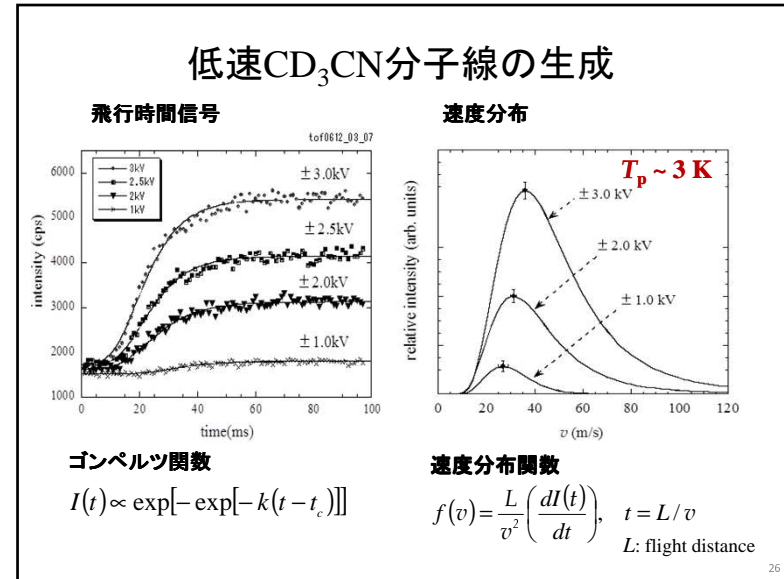 低速CD₃CN分子線の生成
飛行時間信号
tof0612_03_07
intensity (cps)
6000
5000
4000
3000
2000
1000
3kV
2.5kV
2kV
1kV
±3.0kV
±2.5kV
±2.0kV
±1.0kV
0 20 40 60 80 100
time(ms)
ゴンペルツ関数
I(t) ∝ exp[− exp[− k(t − t_c)]]
速度分布
T_p ~ 3 K
relative intensity (arb. units)
±3.0 kV
±2.0 kV
±1.0 kV
0 20 40 60 80 100 120
v (m/s)
速度分布関数
f(v) = L/v² (dI(t)/dt), t = L / v
L: flight distance
26